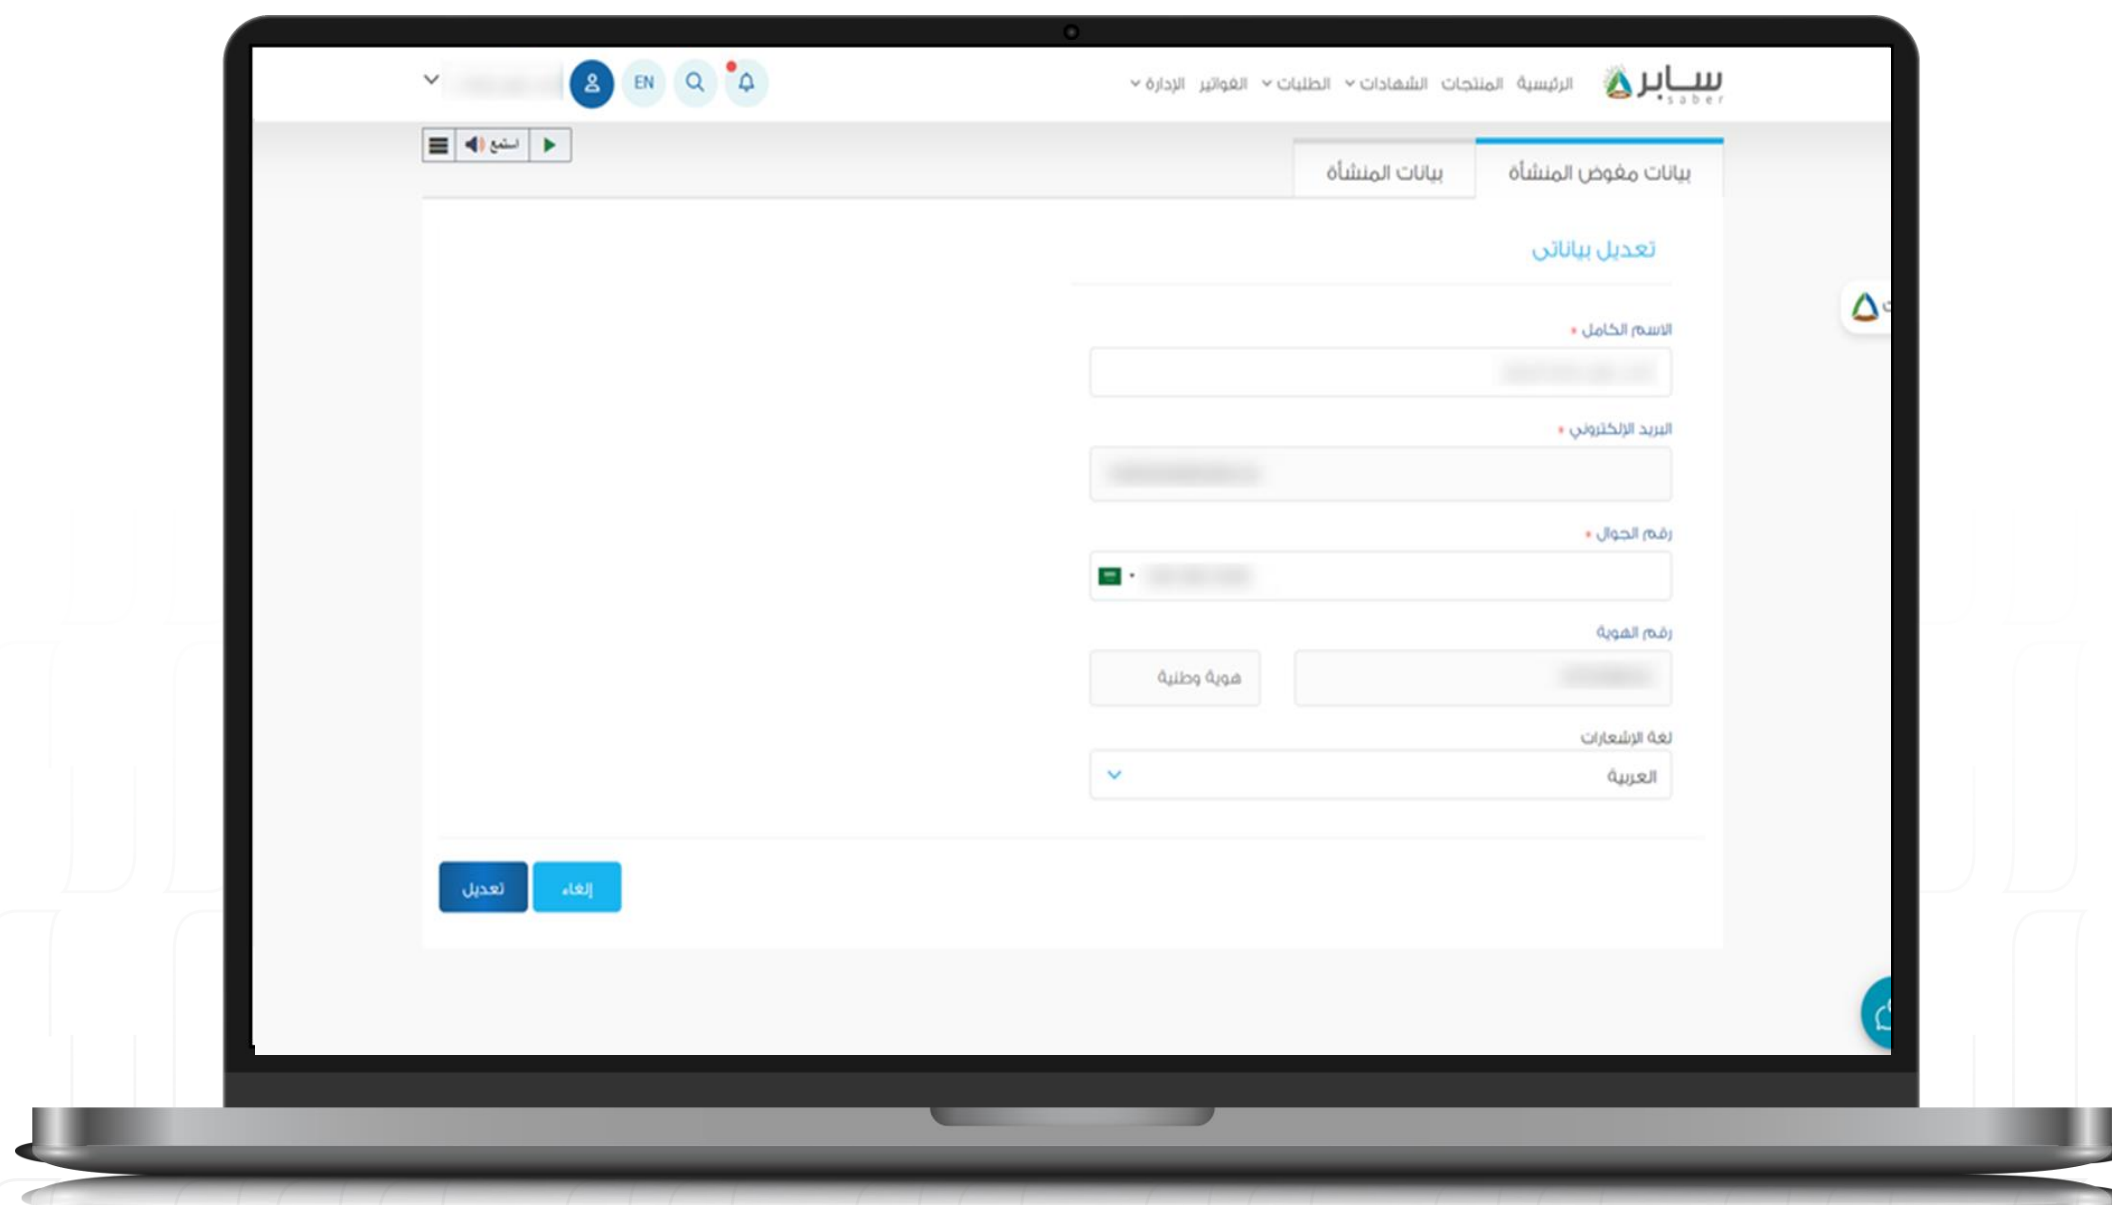 سابر
saber
الرئيسية المنتجات الشهادات الطلبات الفواتير الإدارة
EN
استمع
بيانات مفوض المنشأة
بيانات المنشأة
تعديل بياناتى
الاسم الكامل *
البريد الإلكتروني *
رقم الجوال *
رقم الهوية
هوية وطنية
لغة الإشعارات
العربية
إلغاء
تعديل